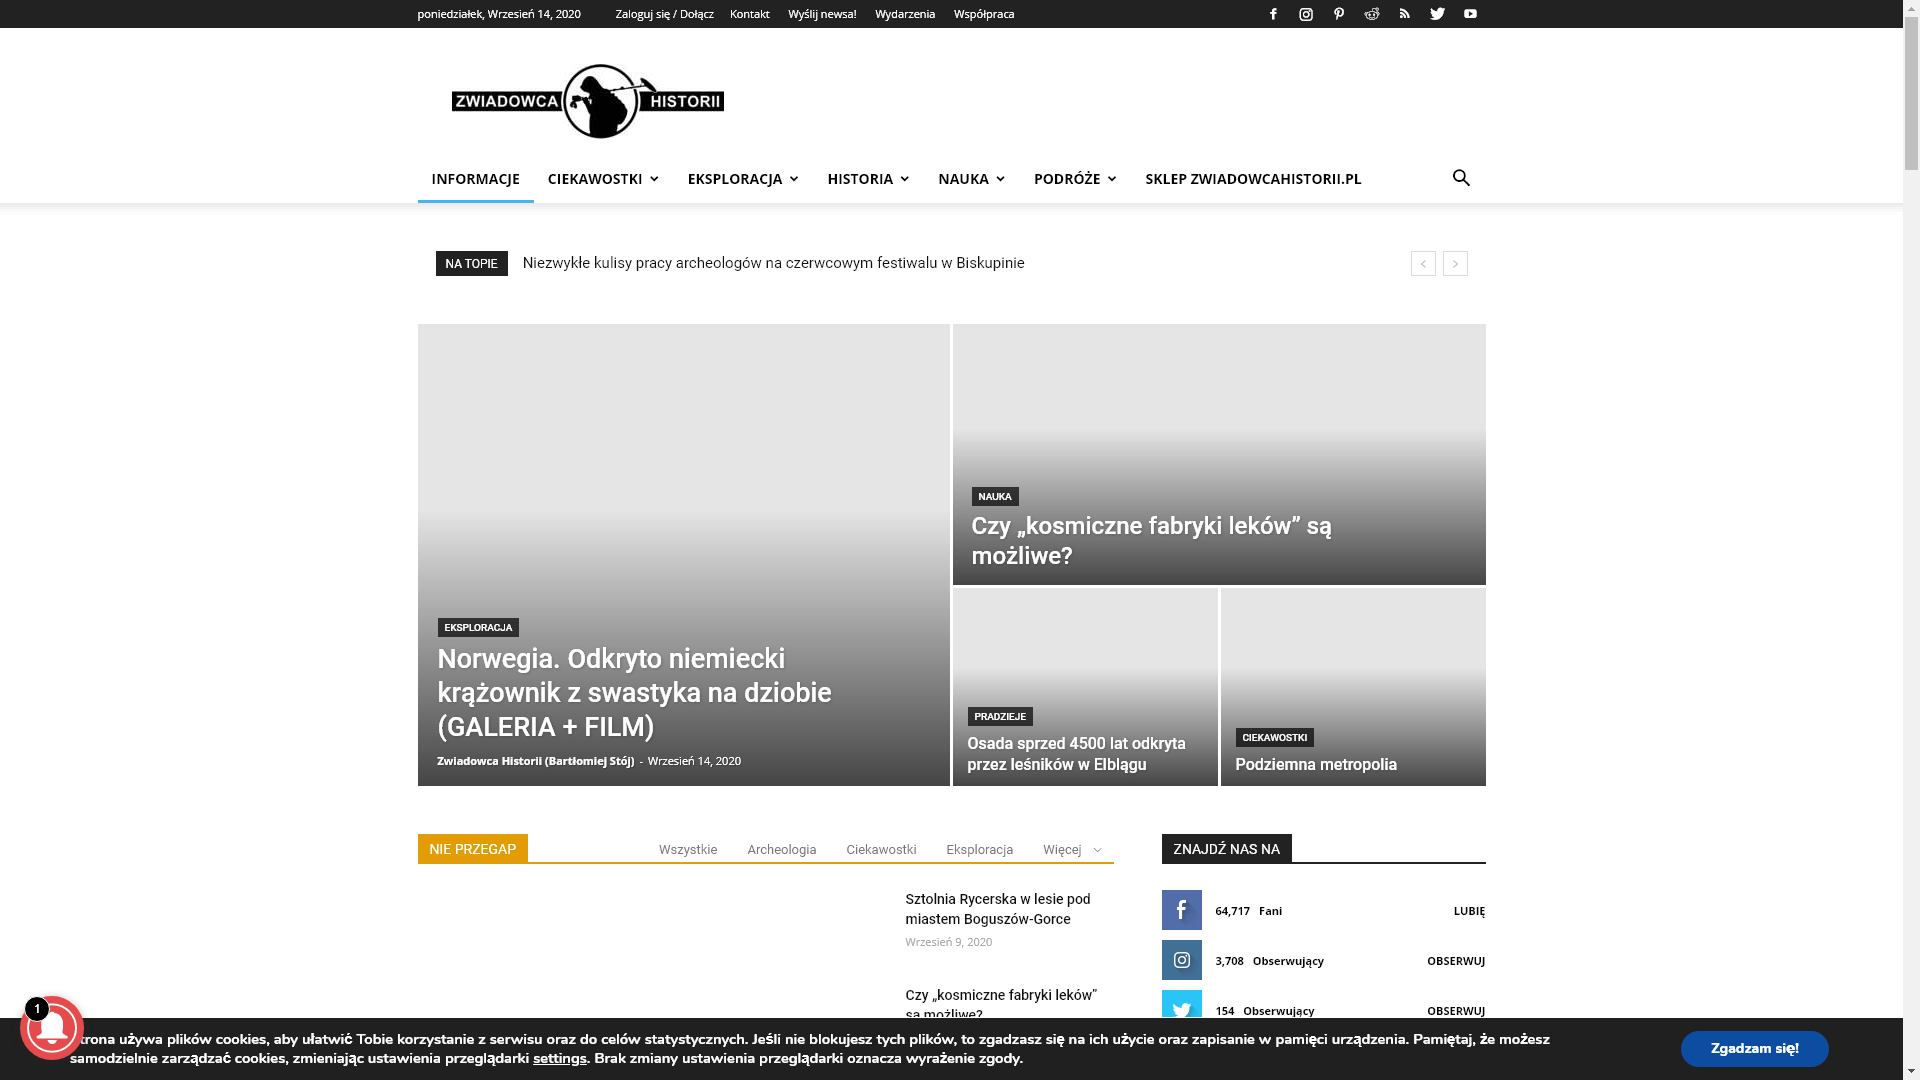 poniedziałek, Wrzesień 14, 2020
Zaloguj się / Dołącz
Kontakt
Wyślij newsa!
Wydarzenia
Współpraca
ZWIADOWCA HISTORII
INFORMACJE
CIEKAWOSTKI
EKSPLORACJA
HISTORIA
NAUKA
PODRÓŻE
SKLEP ZWIADOWCAHISTORII.PL
NA TOPIE
Niezwykłe kulisy pracy archeologów na czerwcowym festiwalu w Biskupinie
NAUKA
Czy „kosmiczne fabryki leków” są
możliwe?
EKSPLORACJA
Norwegia. Odkryto niemiecki
krążownik z swastyka na dziobie
(GALERIA + FILM)
Zwiadowca Historii (Bartłomiej Stój) - Wrzesień 14, 2020
PRADZIEJE
Osada sprzed 4500 lat odkryta
przez leśników w Elblągu
CIEKAWOSTKI
Podziemna metropolia
NIE PRZEGAP
Wszystkie
Archeologia
Ciekawostki
Eksploracja
Więcej
Sztolnia Rycerska w lesie pod
miastem Boguszów-Gorce
Wrzesień 9, 2020
Czy „kosmiczne fabryki leków”
są możliwe?
ZNAJDŹ NAS NA
64,717 Fani LUBIĘ
3,708 Obserwujący OBSERWUJ
154 Obserwujący OBSERWUJ
1
trona używa plików cookies, aby ułatwić Tobie korzystanie z serwisu oraz do celów statystycznych. Jeśli nie blokujesz tych plików, to zgadzasz się na ich użycie oraz zapisanie w pamięci urządzenia. Pamiętaj, że możesz
samodzielnie zarządzać cookies, zmieniając ustawienia przeglądarki settings. Brak zmiany ustawienia przeglądarki oznacza wyrażenie zgody.
Zgadzam się!